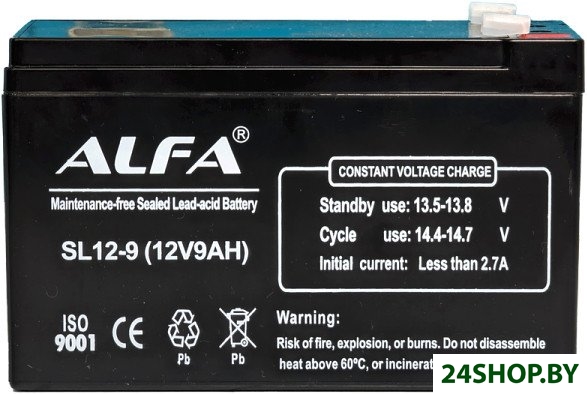 ALFA®
Maintenance-free Sealed Lead-acid Battery
SL12-9 (12V9AH)
CONSTANT VOLTAGE CHARGE
Standby use: 13.5-13.8 V
Cycle use: 14.4-14.7 V
Initial current: Less than 2.7A
ISO
9001
CE
Pb
Pb
Warning:
Risk of fire, explosion, or burns. Do not disassemble
heat above 60ºC, or incinerat
24SHOP.BY